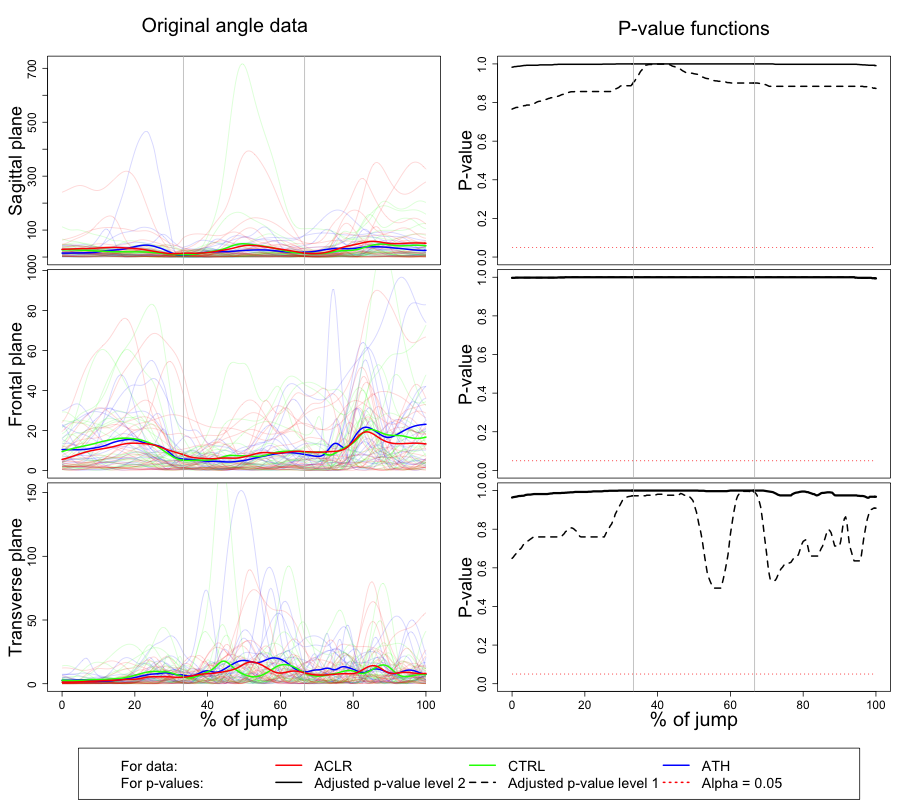 Original angle data
P-value functions
Sagittal plane
100 300 500 700
P-value
0.0 0.2 0.4 0.6 0.8 1.0
Frontal plane
0 20 40 60 80 100
P-value
0.0 0.2 0.4 0.6 0.8 1.0
Transverse plane
0 50 100 150
P-value
0.0 0.2 0.4 0.6 0.8 1.0
0 20 40 60 80 100
0 20 40 60 80 100
% of jump
% of jump
For data: ACLR CTRL ATH
For p-values: Adjusted p-value level 2 Adjusted p-value level 1 Alpha = 0.05